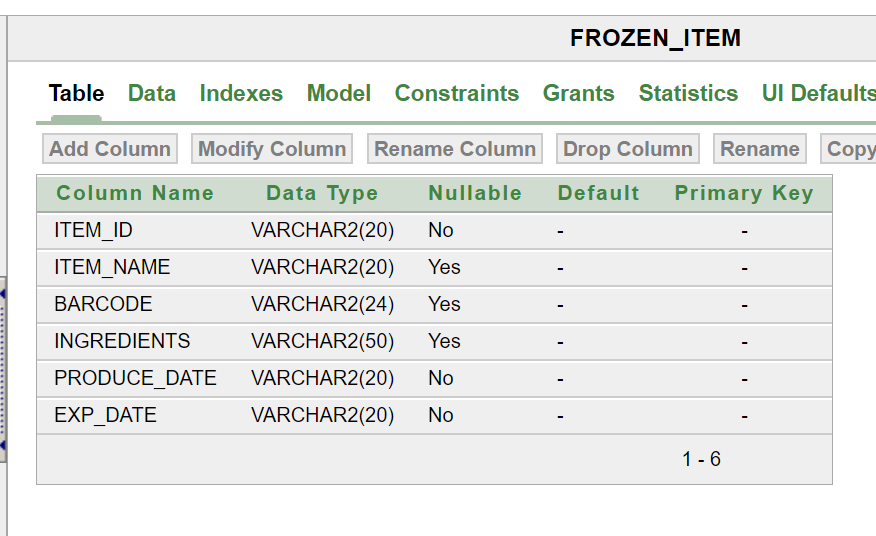 FROZEN_ITEM
Table Data Indexes Model Constraints Grants Statistics UI Defaults
Add Column Modify Column Rename Column Drop Column Rename Copy
Column Name Data Type Nullable Default Primary Key
ITEM_ID VARCHAR2(20) No - -
ITEM_NAME VARCHAR2(20) Yes - -
BARCODE VARCHAR2(24) Yes - -
INGREDIENTS VARCHAR2(50) Yes - -
PRODUCE_DATE VARCHAR2(20) No - -
EXP_DATE VARCHAR2(20) No - -
1 - 6